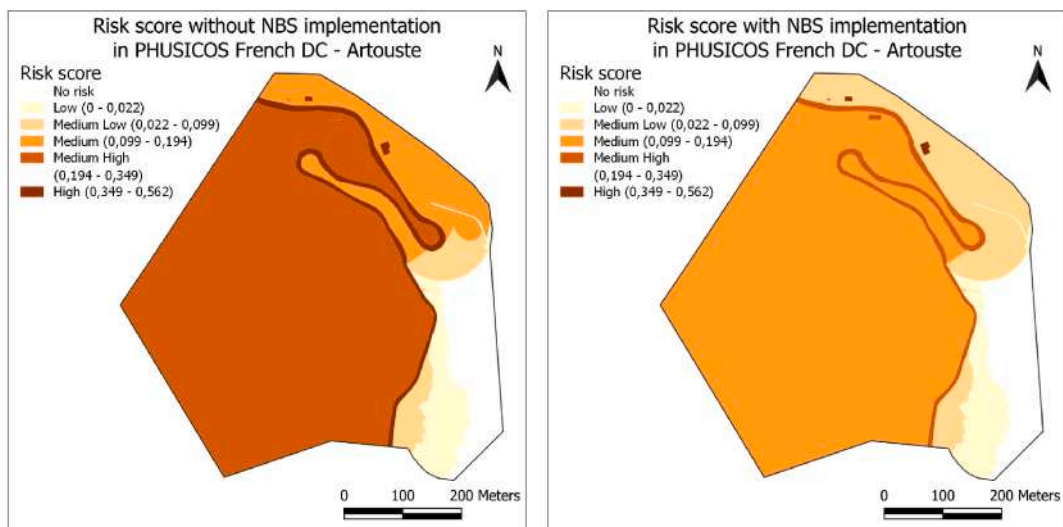 Risk score without NBS implementation
in PHUSICOS French DC - Artouste
N
Risk score
No risk
Low (0 - 0,022)
Medium Low (0,022 - 0,099)
Medium (0,099 - 0,194)
Medium High
(0,194 - 0,349)
High (0,349 - 0,562)
0 100 200 Meters
Risk score with NBS implementation
in PHUSICOS French DC - Artouste
N
Risk score
No risk
Low (0 - 0,022)
Medium Low (0,022 - 0,099)
Medium (0,099 - 0,194)
Medium High
(0,194 - 0,349)
High (0,349 - 0,562)
0 100 200 Meters